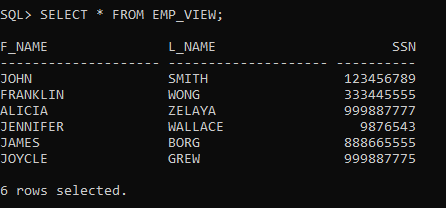 SQL> SELECT * FROM EMP_VIEW;
F_NAME               L_NAME                      SSN
-------------------- -------------------- ----------
JOHN                 SMITH                 123456789
FRANKLIN             WONG                  333445555
ALICIA               ZELAYA                999887777
JENNIFER             WALLACE                 9876543
JAMES                BORG                  888665555
JOYCLE               GREW                  999887775
6 rows selected.